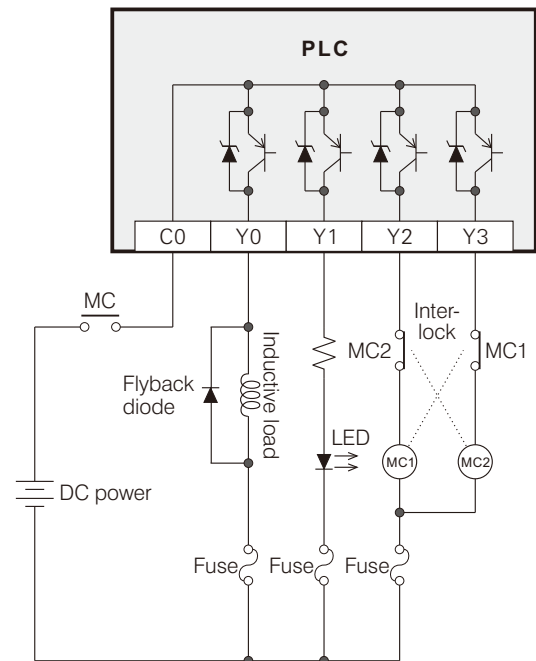 PLC
C0
Y0
Y1
Y2
Y3
MC
Inter-
lock
MC2
MC1
Flyback
diode
Inductive load
LED
MC1
MC2
DC power
Fuse
Fuse
Fuse